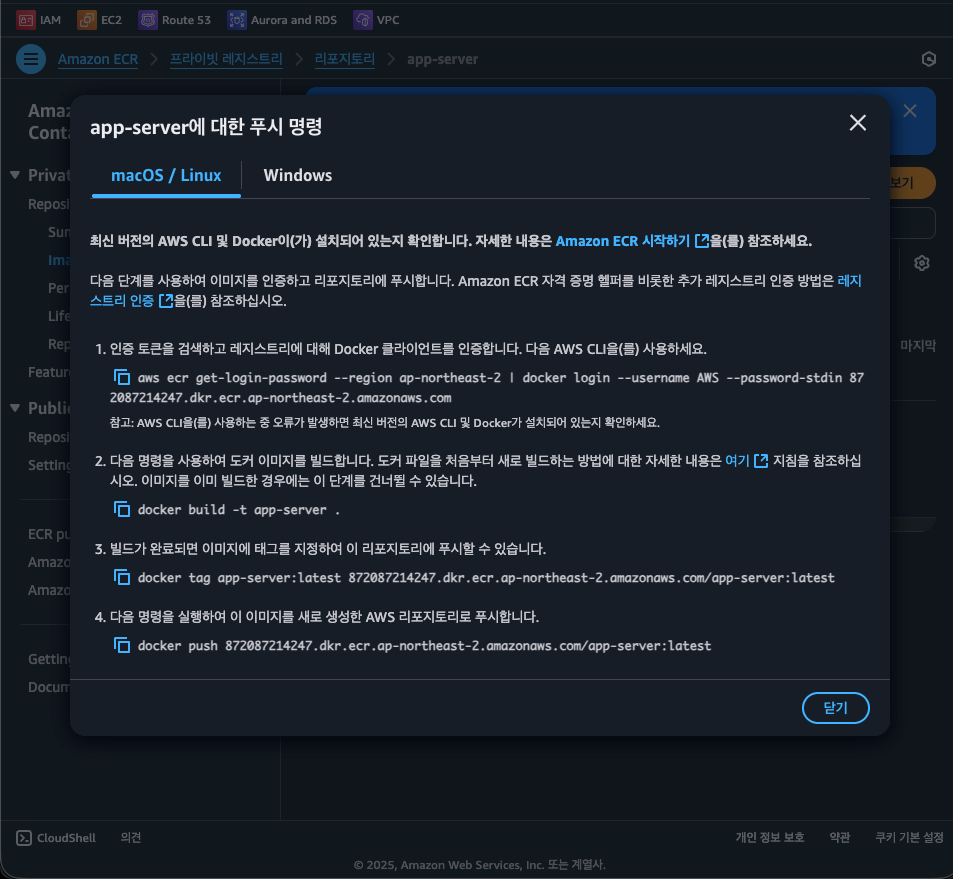 IAM EC2 Route 53 Aurora and RDS VPC
Amazon ECR 프라이빗 레지스트리 리포지토리 app-server
app-server에 대한 푸시 명령
macOS / Linux Windows
최신 버전의 AWS CLI 및 Docker이(가) 설치되어 있는지 확인합니다. 자세한 내용은 Amazon ECR 시작하기 을(를) 참조하세요.
다음 단계를 사용하여 이미지를 인증하고 리포지토리에 푸시합니다. Amazon ECR 자격 증명 헬퍼를 비롯한 추가 레지스트리 인증 방법은 레지
스트리 인증 을(를) 참조하십시오.
1. 인증 토큰을 검색하고 레지스트리에 대해 Docker 클라이언트를 인증합니다. 다음 AWS CLI을(를) 사용하세요.
aws ecr get-login-password --region ap-northeast-2 | docker login --username AWS --password-stdin 87
2087214247.dkr.ecr.ap-northeast-2.amazonaws.com
참고: AWS CLI을(를) 사용하는 중 오류가 발생하면 최신 버전의 AWS CLI 및 Docker가 설치되어 있는지 확인하세요.
2. 다음 명령을 사용하여 도커 이미지를 빌드합니다. 도커 파일을 처음부터 새로 빌드하는 방법에 대한 자세한 내용은 여기 지침을 참조하십
시오. 이미지를 이미 빌드한 경우에는 이 단계를 건너뛸 수 있습니다.
docker build -t app-server .
3. 빌드가 완료되면 이미지에 태그를 지정하여 이 리포지토리에 푸시할 수 있습니다.
docker tag app-server:latest 872087214247.dkr.ecr.ap-northeast-2.amazonaws.com/app-server:latest
4. 다음 명령을 실행하여 이 이미지를 새로 생성한 AWS 리포지토리로 푸시합니다.
docker push 872087214247.dkr.ecr.ap-northeast-2.amazonaws.com/app-server:latest
닫기
보기
마지막
CloudShell 의견 개인 정보 보호 약관 쿠키 기본 설정
© 2025, Amazon Web Services, Inc. 또는 계열사.